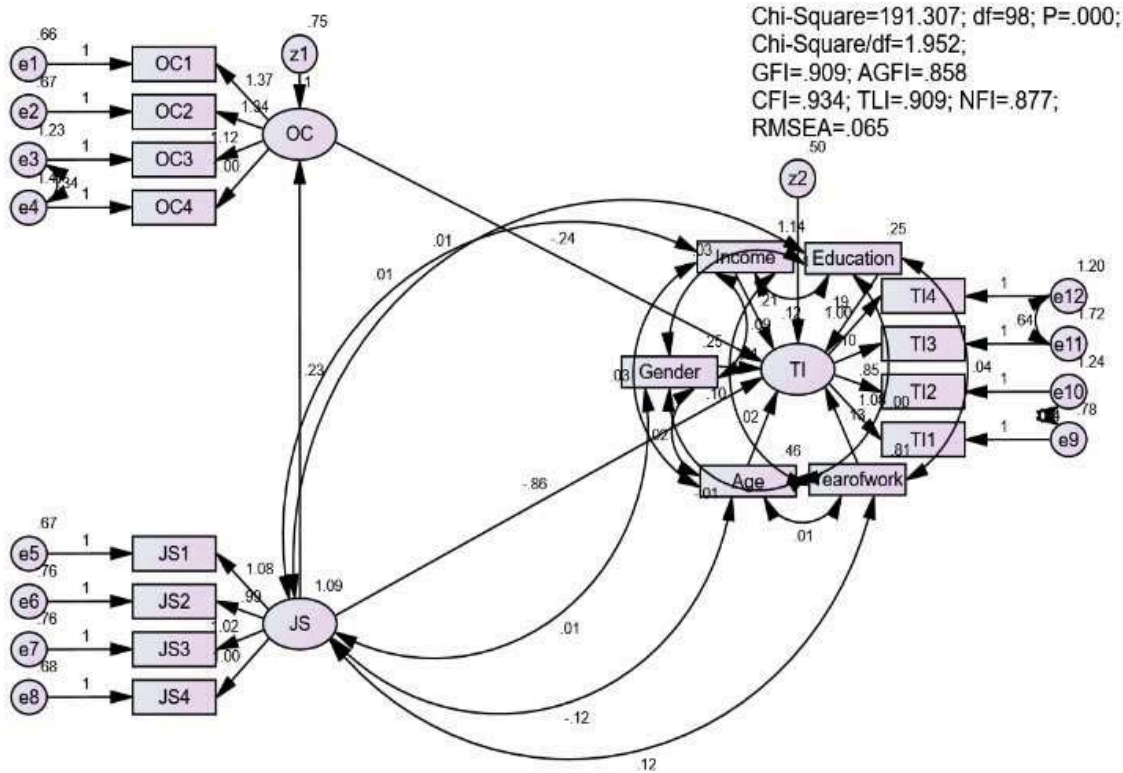 Chi-Square=191.307; df=98; P=.000;
Chi-Square/df=1.952;
GFI=.909; AGFI=.858
CFI=.934; TLI=.909; NFI=.877;
RMSEA=.065
.75
.66
e1
1
OC1
z1
1
1.37
.67
e2
1
OC2
1.34
OC
1.23
e3
1
OC3
1.12
.50
z2
e4
1
OC4
.01
-.24
.01
.03
1.14
.25
Income
Education
1.20
TI4
1
e12
.21
.12
.19
1.00
.09
1.72
.64
TI3
1
e11
.23
.25
TI
.03
Gender
.10
.04
1.24
.85
TI2
1
e10
.00
.78
.02
.02
TI1
1
e9
.46
.81
-.86
-.01
Age
.01
.67
e5
1
JS1
1.08
1.09
.76
e6
1
JS2
.99
JS
.76
e7
1
JS3
1.02
1.00
.01
.68
e8
1
JS4
-.12
.12